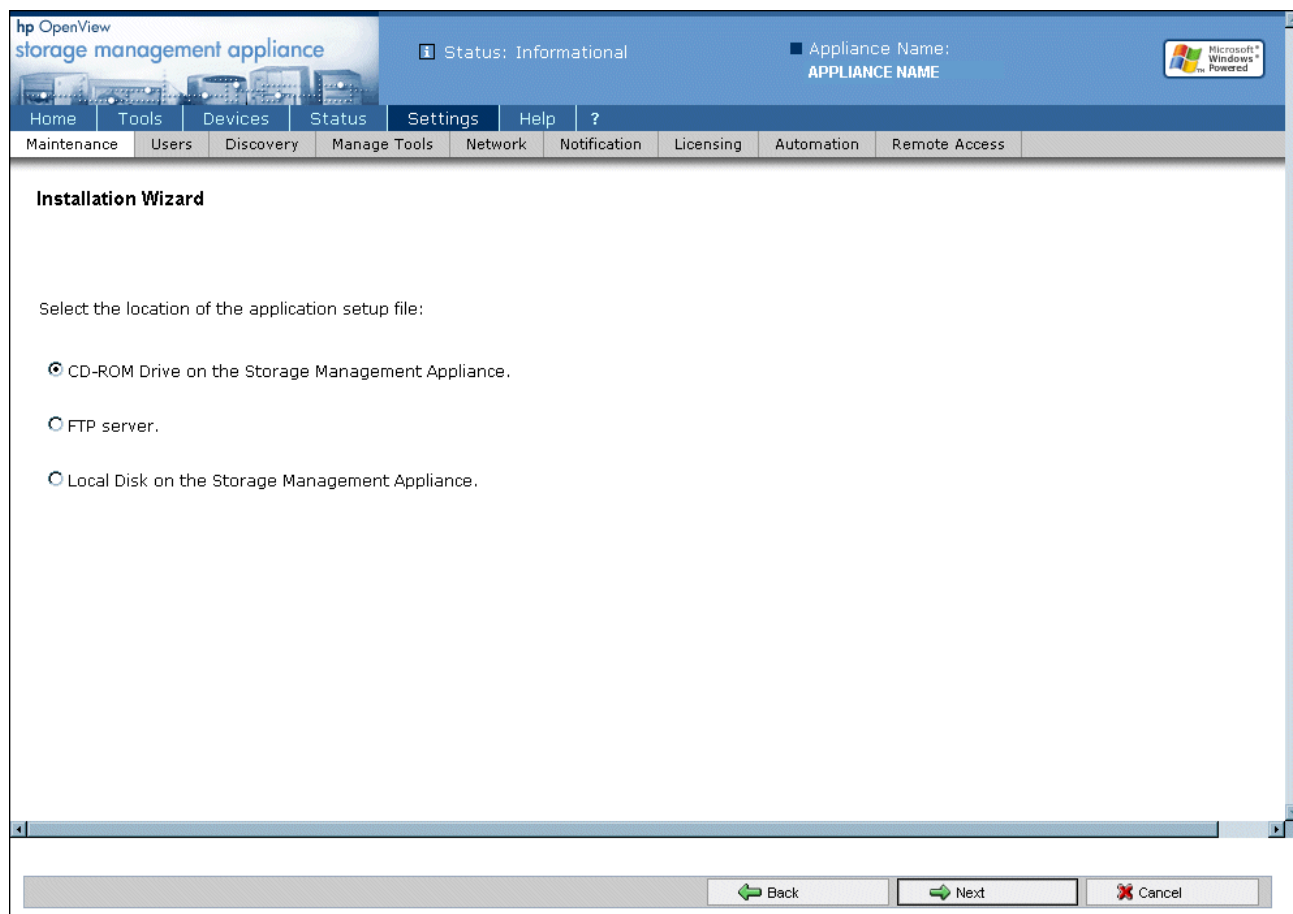 hp OpenView
storage management appliance
i Status: Informational
Appliance Name:
APPLIANCE NAME
Microsoft®
Windows®
Powered
TM
Home Tools Devices Status Settings Help ?
Maintenance Users Discovery Manage Tools Network Notification Licensing Automation Remote Access
Installation Wizard
Select the location of the application setup file:
CD-ROM Drive on the Storage Management Appliance.
FTP server.
Local Disk on the Storage Management Appliance.
Back Next Cancel